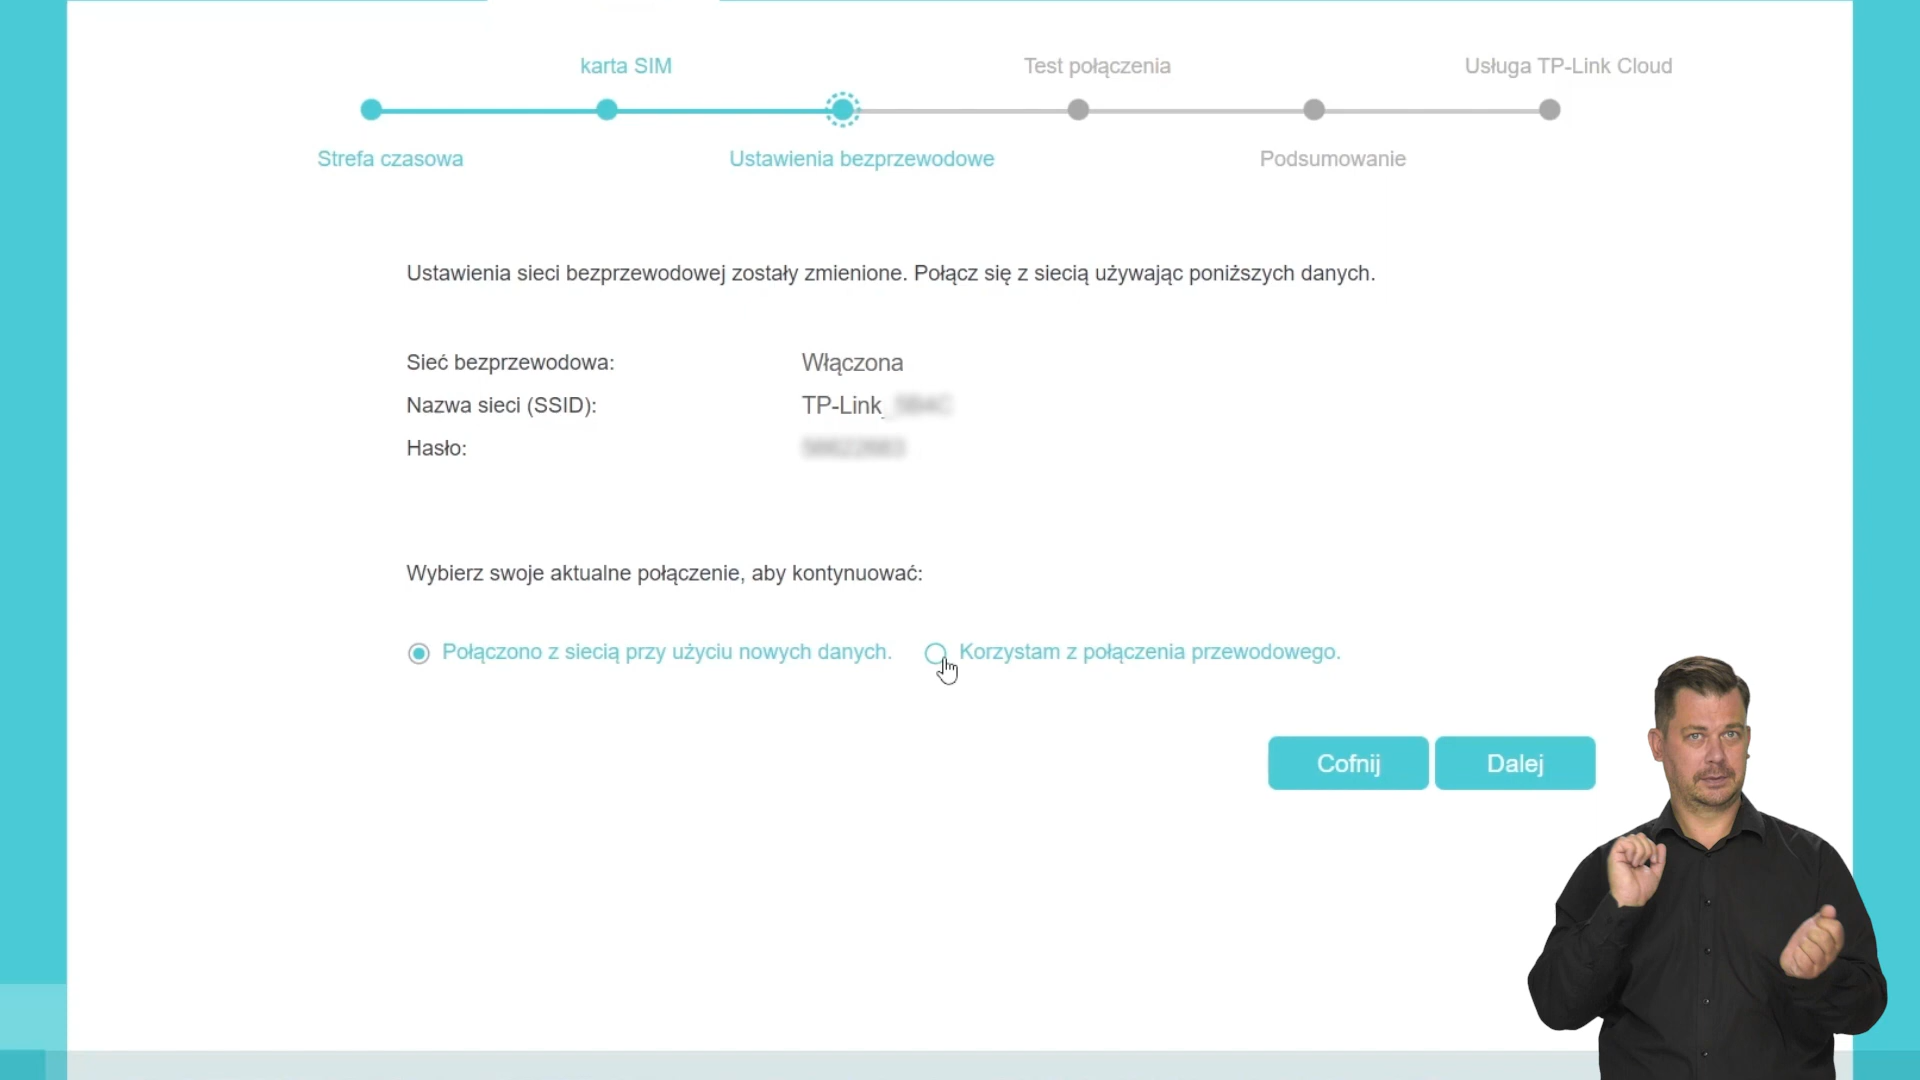 karta SIM
Test połączenia
Usługa TP-Link Cloud
Strefa czasowa
Ustawienia bezprzewodowe
Podsumowanie
Ustawienia sieci bezprzewodowej zostały zmienione. Połącz się z siecią używając poniższych danych.
Sieć bezprzewodowa: Włączona
Nazwa sieci (SSID): TP-Link_
Hasło:
Wybierz swoje aktualne połączenie, aby kontynuować:
Połączono z siecią przy użyciu nowych danych. Korzystam z połączenia przewodowego.
Cofnij Dalej